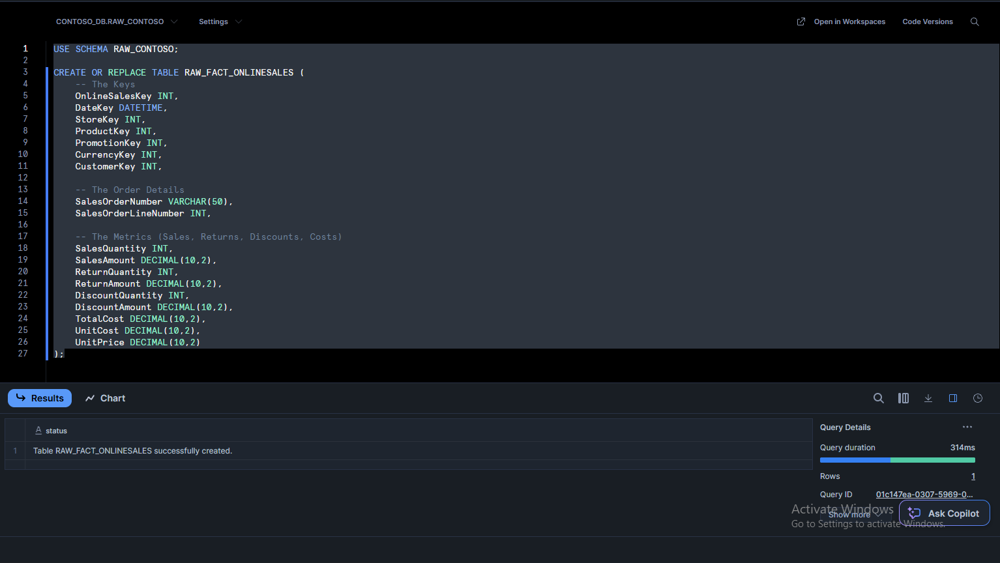 CONTOSO_DB.RAW_CONTOSO Settings Open in Workspaces Code Versions
1 USE SCHEMA RAW_CONTOSO;
2
3 CREATE OR REPLACE TABLE RAW_FACT_ONLINESALES (
4 -- The Keys
5 OnlineSalesKey INT,
6 DateKey DATETIME,
7 StoreKey INT,
8 ProductKey INT,
9 PromotionKey INT,
10 CurrencyKey INT,
11 CustomerKey INT,
12
13 -- The Order Details
14 SalesOrderNumber VARCHAR(50),
15 SalesOrderLineNumber INT,
16
17 -- The Metrics (Sales, Returns, Discounts, Costs)
18 SalesQuantity INT,
19 SalesAmount DECIMAL(10,2),
20 ReturnQuantity INT,
21 ReturnAmount DECIMAL(10,2),
22 DiscountQuantity INT,
23 DiscountAmount DECIMAL(10,2),
24 TotalCost DECIMAL(10,2),
25 UnitCost DECIMAL(10,2),
26 UnitPrice DECIMAL(10,2)
27 );
Results Chart
A status
1 Table RAW_FACT_ONLINESALES successfully created.
Query Details ...
Query duration 314ms
Rows 1
Query ID 01c147ea-0307-5969-0...
Show more
Ask Copilot
Activate Windows
Go to Settings to activate Windows.